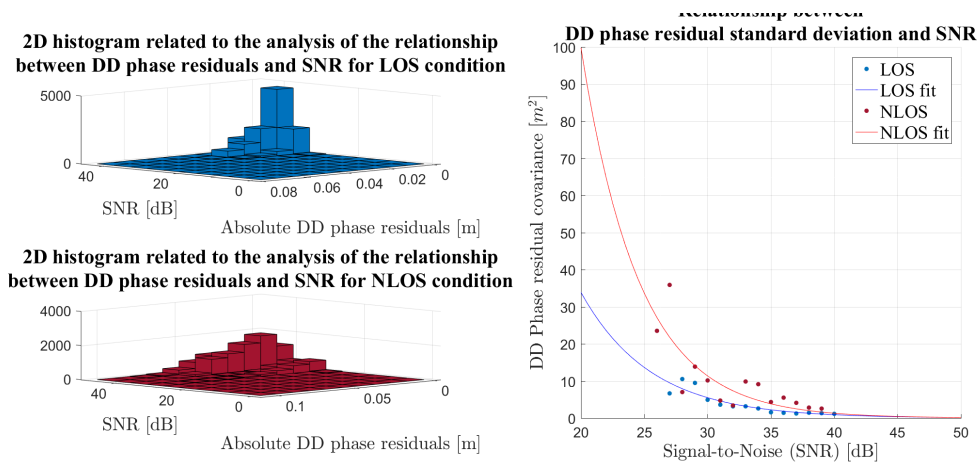 2D histogram related to the analysis of the relationship
between DD phase residuals and SNR for LOS condition
5000
0
40
20
0
0.08
0.06
0.04
0.02
0
SNR [dB]
Absolute DD phase residuals [m]
2D histogram related to the analysis of the relationship
between DD phase residuals and SNR for NLOS condition
4000
2000
0
40
20
0
0.1
0.05
0
SNR [dB]
Absolute DD phase residuals [m]
Relationship between
DD phase residual standard deviation and SNR
100
90
80
70
60
50
40
30
20
10
0
DD Phase residual covariance [m²]
LOS
LOS fit
NLOS
NLOS fit
20
25
30
35
40
45
50
Signal-to-Noise (SNR) [dB]